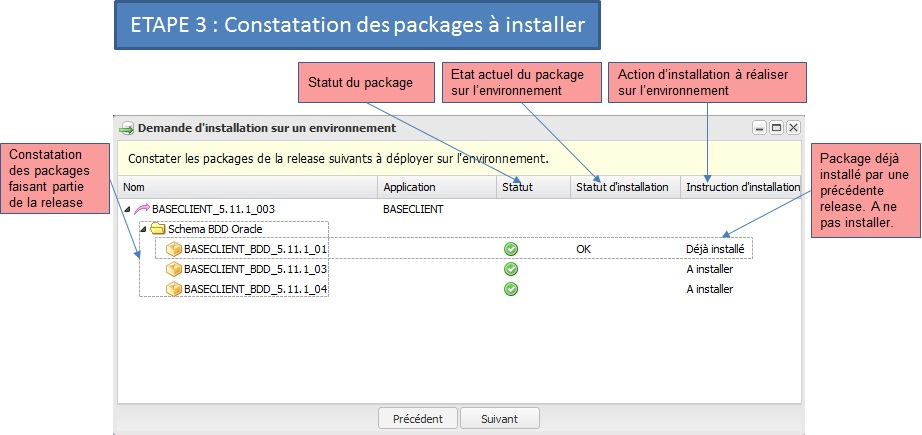 ETAPE 3 : Constatation des packages à installer
Statut du package
Etat actuel du package
sur l'environnement
Action d'installation à réaliser
sur l'environnement
Demande d'installation sur un environnement
Constatation
des packages
faisant partie
de la release
Constater les packages de la release suivants à déployer sur l'environnement.
Package déjà
installé par une
précédente
release. A ne
pas installer.
Nom Application Statut Statut d'installation Instruction d'installation
BASECLIENT_5.11.1_003 BASECLIENT
Schema BDD Oracle
BASECLIENT_BDD_5.11.1_01 OK Déjà installé
BASECLIENT_BDD_5.11.1_03 A installer
BASECLIENT_BDD_5.11.1_04 A installer
Précédent Suivant